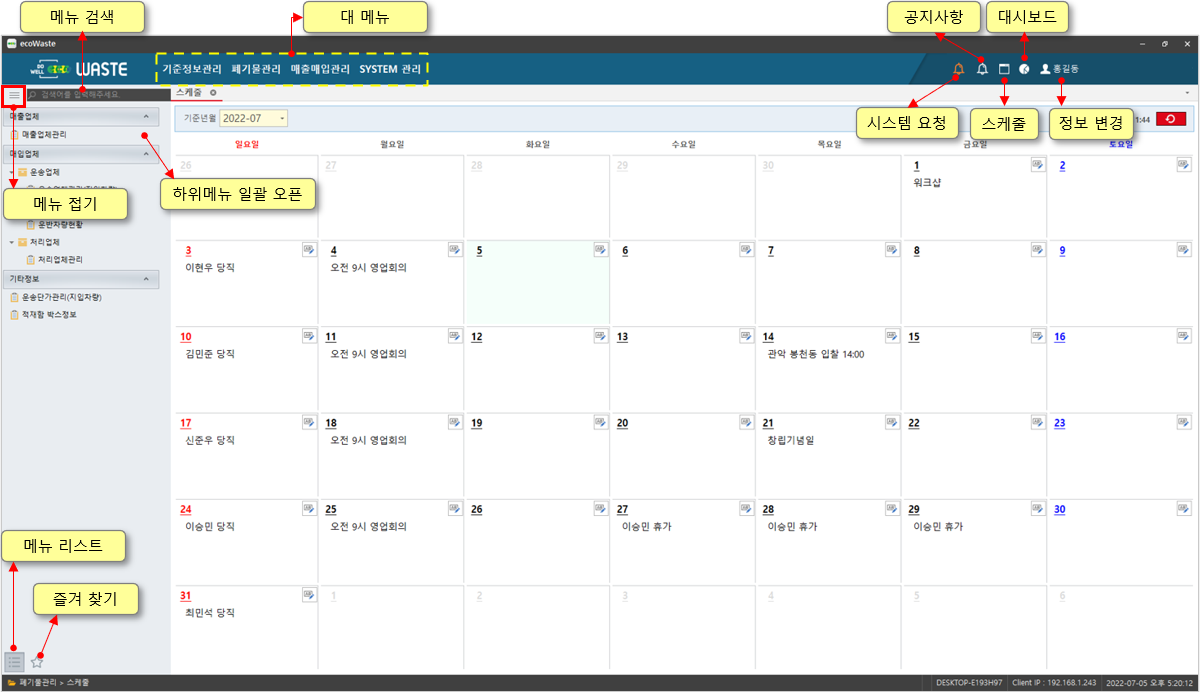 메뉴 검색
대 메뉴
공지사항
대시보드
ecoWaste
DO WELL eco WASTE
기준정보관리 폐기물관리 매출매입관리 SYSTEM 관리
홍길동
검색어를 입력해주세요.
스케줄
매출업체
매출업체관리
매입업체
운송업체
메뉴 접기
운반차량현황
처리업체
처리업체관리
기타정보
운송단가관리(지입차량)
적재함 박스정보
하위메뉴 일괄 오픈
기준년월 2022-07
시스템 요청
스케줄
정보 변경
1:44
일요일 월요일 화요일 수요일 목요일 금요일 토요일
26 27 28 29 30 1 2
워크샵
3 4 5 6 7 8 9
이현우 당직 오전 9시 영업회의
10 11 12 13 14 15 16
김민준 당직 오전 9시 영업회의 관악 봉천동 입찰 14:00
17 18 19 20 21 22 23
신준우 당직 오전 9시 영업회의 창립기념일
24 25 26 27 28 29 30
이승민 당직 오전 9시 영업회의 이승민 휴가 이승민 휴가 이승민 휴가
31 1 2 3 4 5 6
최민석 당직
메뉴 리스트
즐겨 찾기
폐기물관리 > 스케줄
DESKTOP-E193H97 Client IP : 192.168.1.243 2022-07-05 오후 5:20:12